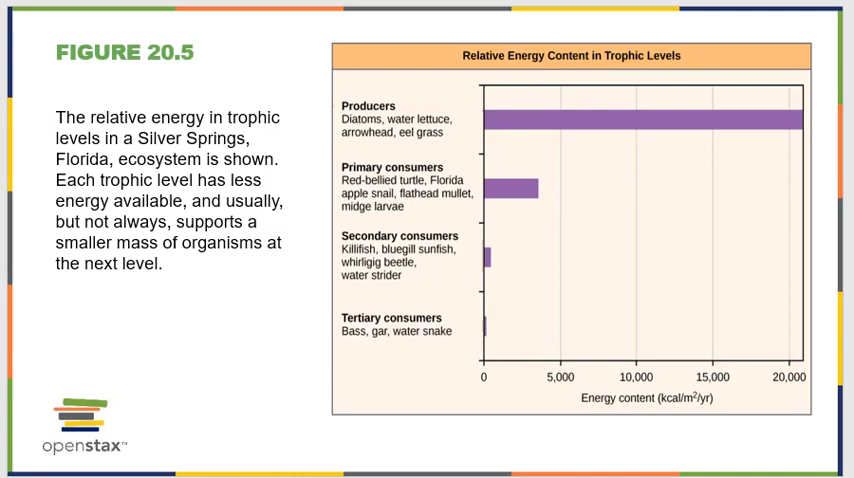 FIGURE 20.5
The relative energy in trophic
levels in a Silver Springs,
Florida, ecosystem is shown.
Each trophic level has less
energy available, and usually,
but not always, supports a
smaller mass of organisms at
the next level.
openstax™
Relative Energy Content in Trophic Levels
Producers
Diatoms, water lettuce,
arrowhead, eel grass
Primary consumers
Red-bellied turtle, Florida
apple snail, flathead mullet,
midge larvae
Secondary consumers
Killifish, bluegill sunfish,
whirligig beetle,
water strider
Tertiary consumers
Bass, gar, water snake
0 5,000 10,000 15,000 20,000
Energy content (kcal/m²/yr)